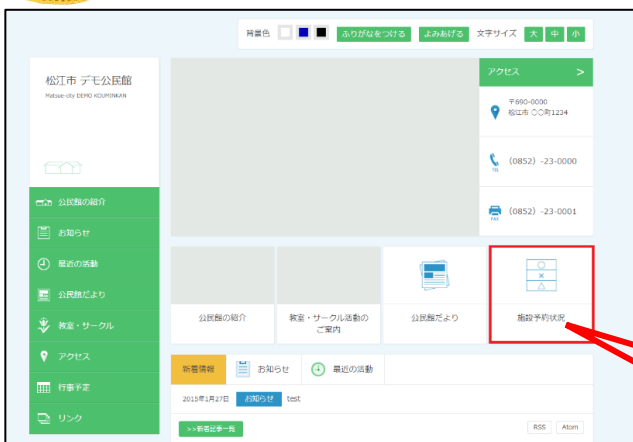 背景色 ふりがなをつける よみあげる 文字サイズ 大 中 小
松江市 デモ公民館
Matsue-city DEMO KOUMINKAN
アクセス >
〒690-0000
松江市 〇〇町1234
TEL (0852) -23-0000
FAX (0852) -23-0001
公民館の紹介
お知らせ
最近の活動
公民館だより
教室・サークル
アクセス
行事予定
リンク
公民館の紹介
教室・サークル活動の
ご案内
公民館だより
○
×
△
施設予約状況
新着情報 お知らせ 最近の活動
2015年1月27日 お知らせ test
>>新着記事一覧 RSS Atom